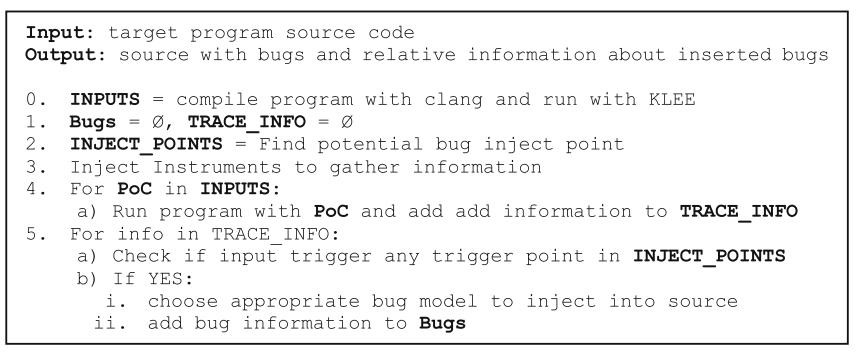 Input: target program source code
Output: source with bugs and relative information about inserted bugs
0. INPUTS = compile program with clang and run with KLEE
1. Bugs = Ø, TRACE_INFO = Ø
2. INJECT_POINTS = Find potential bug inject point
3. Inject Instruments to gather information
4. For PoC in INPUTS:
a) Run program with PoC and add add information to TRACE_INFO
5. For info in TRACE_INFO:
a) Check if input trigger any trigger point in INJECT_POINTS
b) If YES:
i. choose appropriate bug model to inject into source
ii. add bug information to Bugs